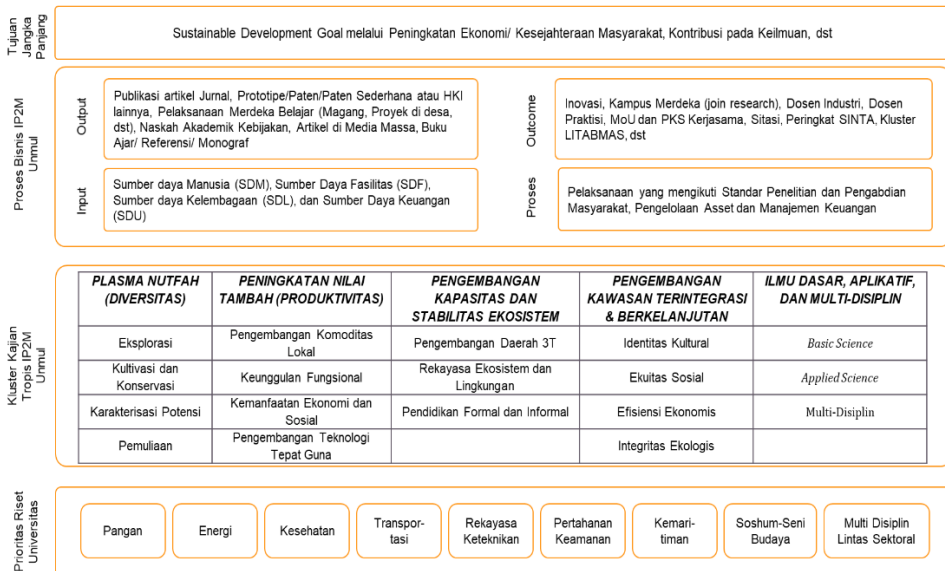 Tujuan
Jangka
Panjang
Sustainable Development Goal melalui Peningkatan Ekonomi/ Kesejahteraan Masyarakat, Kontribusi pada Keilmuan, dst
Proses Bisnis IP2M
Unmul
Output
Publikasi artikel Jurnal, Prototipe/Paten/Paten
Sederhana atau HKI
lainnya, Pelaksanaan Merdeka Belajar (Magang, Proyek di desa,
dst), Naskah Akademik Kebijakan, Artikel di Media Massa, Buku
Ajar/ Referensi/ Monograf
Outcome
Inovasi, Kampus Merdeka (join research), Dosen Industri, Dosen
Praktisi, MoU dan PKS Kerjasama, Sitasi, Peringkat SINTA, Kluster
LITABMAS, dst
Input
Sumber daya Manusia (SDM), Sumber Daya Fasilitas (SDF),
Sumber daya Kelembagaan (SDL), dan Sumber Daya Keuangan
(SDU)
Proses
Pelaksanaan yang mengikuti Standar Penelitian dan Pengabdian
Masyarakat, Pengelolaan Asset dan Manajemen Keuangan
Kluster Kajian
Tropis IP2M
Unmul
PLASMA NUTFAH
(DIVERSITAS)
PENINGKATAN NILAI
TAMBAH (PRODUKTIVITAS)
PENGEMBANGAN
KAPASITAS DAN
STABILITAS EKOSISTEM
PENGEMBANGAN
KAWASAN TERINTEGRASI
& BERKELANJUTAN
ILMU DASAR, APLIKATIF,
DAN MULTI-DISIPLIN
Eksplorasi
Pengembangan Komoditas
Lokal
Pengembangan Daerah 3T
Identitas Kultural
Basic Science
Kultivasi dan
Konservasi
Keunggulan Fungsional
Rekayasa Ekosistem dan
Lingkungan
Ekuitas Sosial
Applied Science
Karakterisasi Potensi
Kemanfaatan Ekonomi dan
Sosial
Pendidikan Formal dan Informal
Efisiensi Ekonomis
Multi-Disiplin
Pemuliaan
Pengembangan Teknologi
Tepat Guna
Integritas Ekologis
Prioritas Riset
Universitas
Pangan
Energi
Kesehatan
Transpor-
tasi
Rekayasa
Keteknikan
Pertahanan
Keamanan
Kemari-
timan
Soshum-Seni
Budaya
Multi Disiplin
Lintas Sektoral